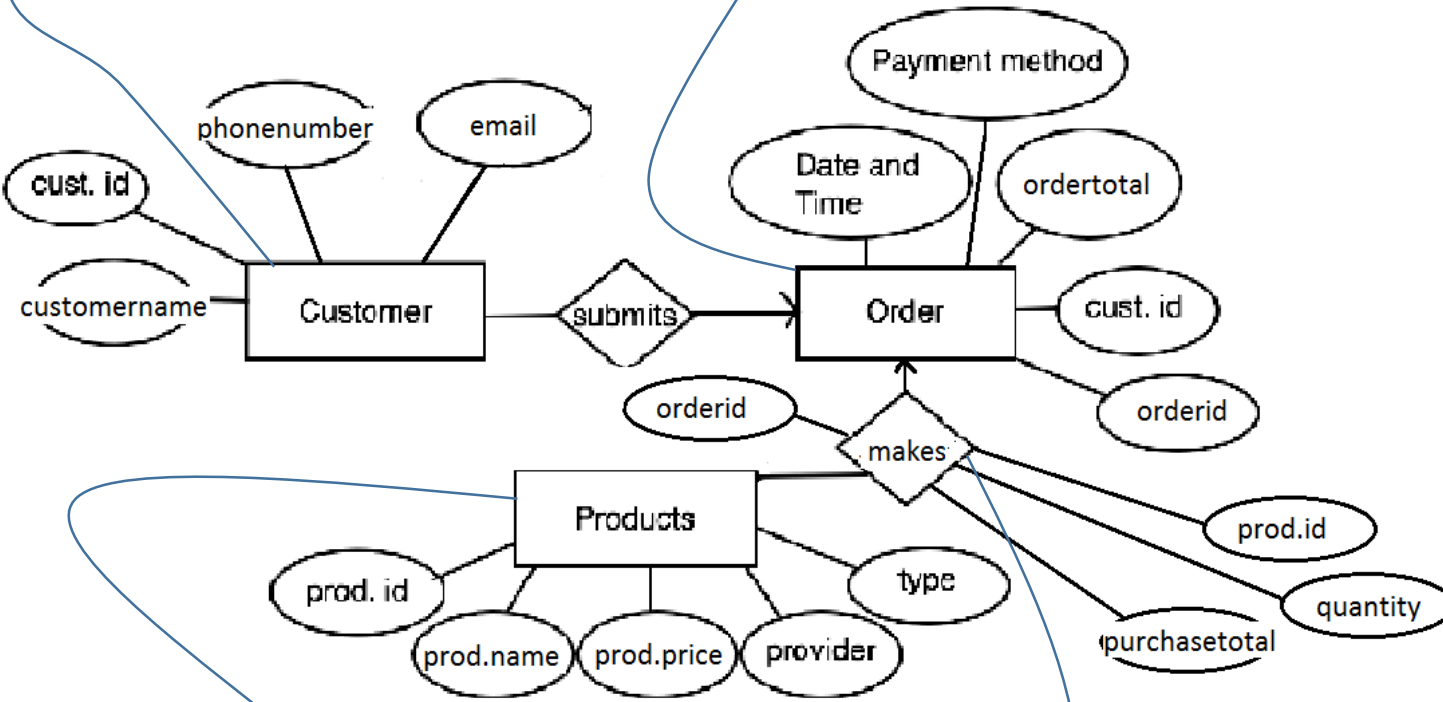 Payment method
phonenumber
email
Date and
Time
ordertotal
cust. id
customername
Customer
submits
Order
cust. id
orderid
orderid
makes
Products
prod.id
prod. id
type
quantity
prod.name
prod.price
provider
purchasetotal